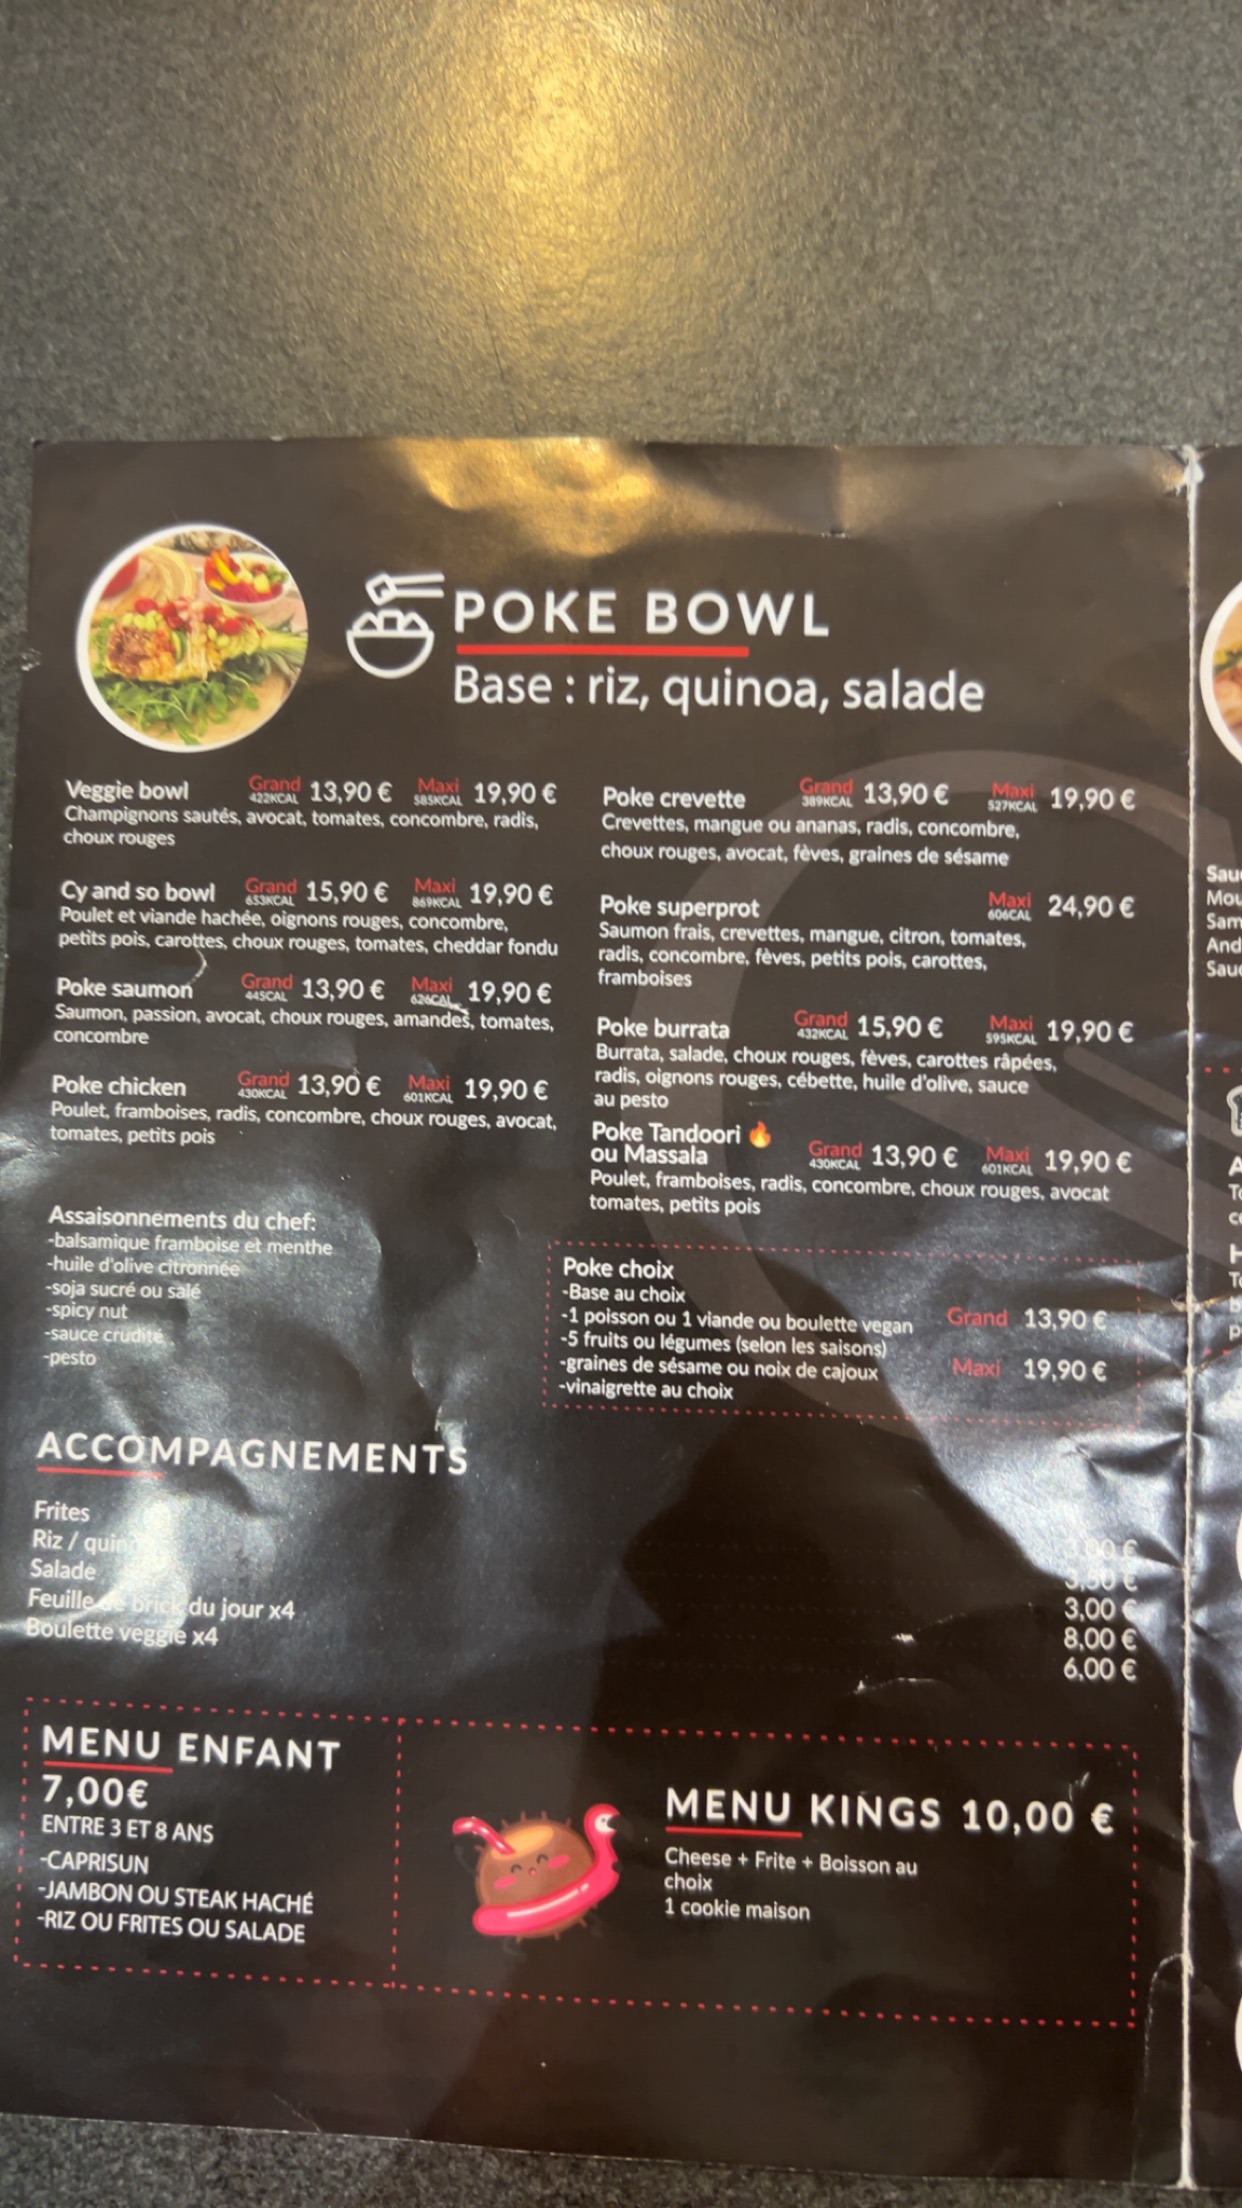 POKE BOWL
Base : riz, quinoa, salade
Veggie bowl Grand 422KCAL 13,90 € Maxi 585KCAL 19,90 €
Champignons sautés, avocat, tomates, concombre, radis,
choux rouges
Cy and so bowl Grand 653KCAL 15,90 € Maxi 869KCAL 19,90 €
Poulet et viande hachée, oignons rouges, concombre,
petits pois, carottes, choux rouges, tomates, cheddar fondu
Poke saumon Grand 445CAL 13,90 € Maxi 626CAL 19,90 €
Saumon, passion, avocat, choux rouges, amandes, tomates,
concombre
Poke chicken Grand 430KCAL 13,90 € Maxi 601KCAL 19,90 €
Poulet, framboises, radis, concombre, choux rouges, avocat,
tomates, petits pois
Assaisonnements du chef:
-balsamique framboise et menthe
-huile d'olive citronnée
-soja sucré ou salé
-spicy nut
-sauce crudité
-pesto
Poke crevette Grand 389KCAL 13,90 € Maxi 527KCAL 19,90 €
Crevettes, mangue ou ananas, radis, concombre,
choux rouges, avocat, fèves, graines de sésame
Poke superprot Maxi 606CAL 24,90 €
Saumon frais, crevettes, mangue, citron, tomates,
radis, concombre, fèves, petits pois, carottes,
framboises
Poke burrata Grand 432KCAL 15,90 € Maxi 595KCAL 19,90 €
Burrata, salade, choux rouges, fèves, carottes râpées,
radis, oignons rouges, cébette, huile d'olive, sauce
au pesto
Poke Tandoori
ou Massala Grand 430KCAL 13,90 € Maxi 601KCAL 19,90 €
Poulet, framboises, radis, concombre, choux rouges, avocat
tomates, petits pois
Poke choix
-Base au choix
-1 poisson ou 1 viande ou boulette vegan Grand 13,90 €
-5 fruits ou légumes (selon les saisons)
-graines de sésame ou noix de cajoux Maxi 19,90 €
-vinaigrette au choix
ACCOMPAGNEMENTS
Frites 3,00 €
Riz / 3,50 €
Salade 3,00 €
Feuille de brick du jour x4 8,00 €
Boulette veggie x4 6,00 €
MENU ENFANT
7,00€
ENTRE 3 ET 8 ANS
-CAPRISUN
-JAMBON OU STEAK HACHÉ
-RIZ OU FRITES OU SALADE
MENU KINGS 10,00 €
Cheese + Frite + Boisson au
choix
1 cookie maison